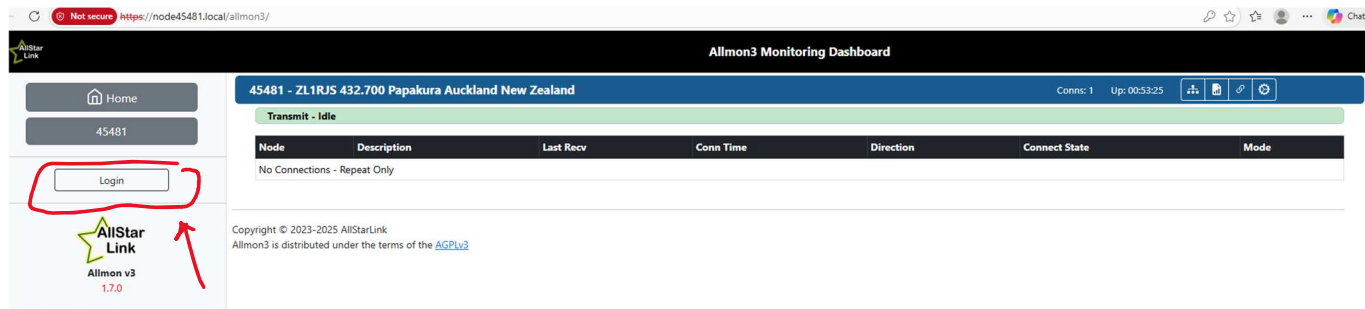 Not secure https://node45481.local/allmon3/
Chat
AllStar
Link
Allmon3 Monitoring Dashboard
Home
45481
Login
AllStar
Link
Allmon v3
1.7.0
45481 - ZL1RJS 432.700 Papakura Auckland New Zealand Conns: 1 Up: 00:53:25
Transmit - Idle
Node Description Last Recv Conn Time Direction Connect State Mode
No Connections - Repeat Only
Copyright © 2023-2025 AllStarLink
Allmon3 is distributed under the terms of the AGPLv3